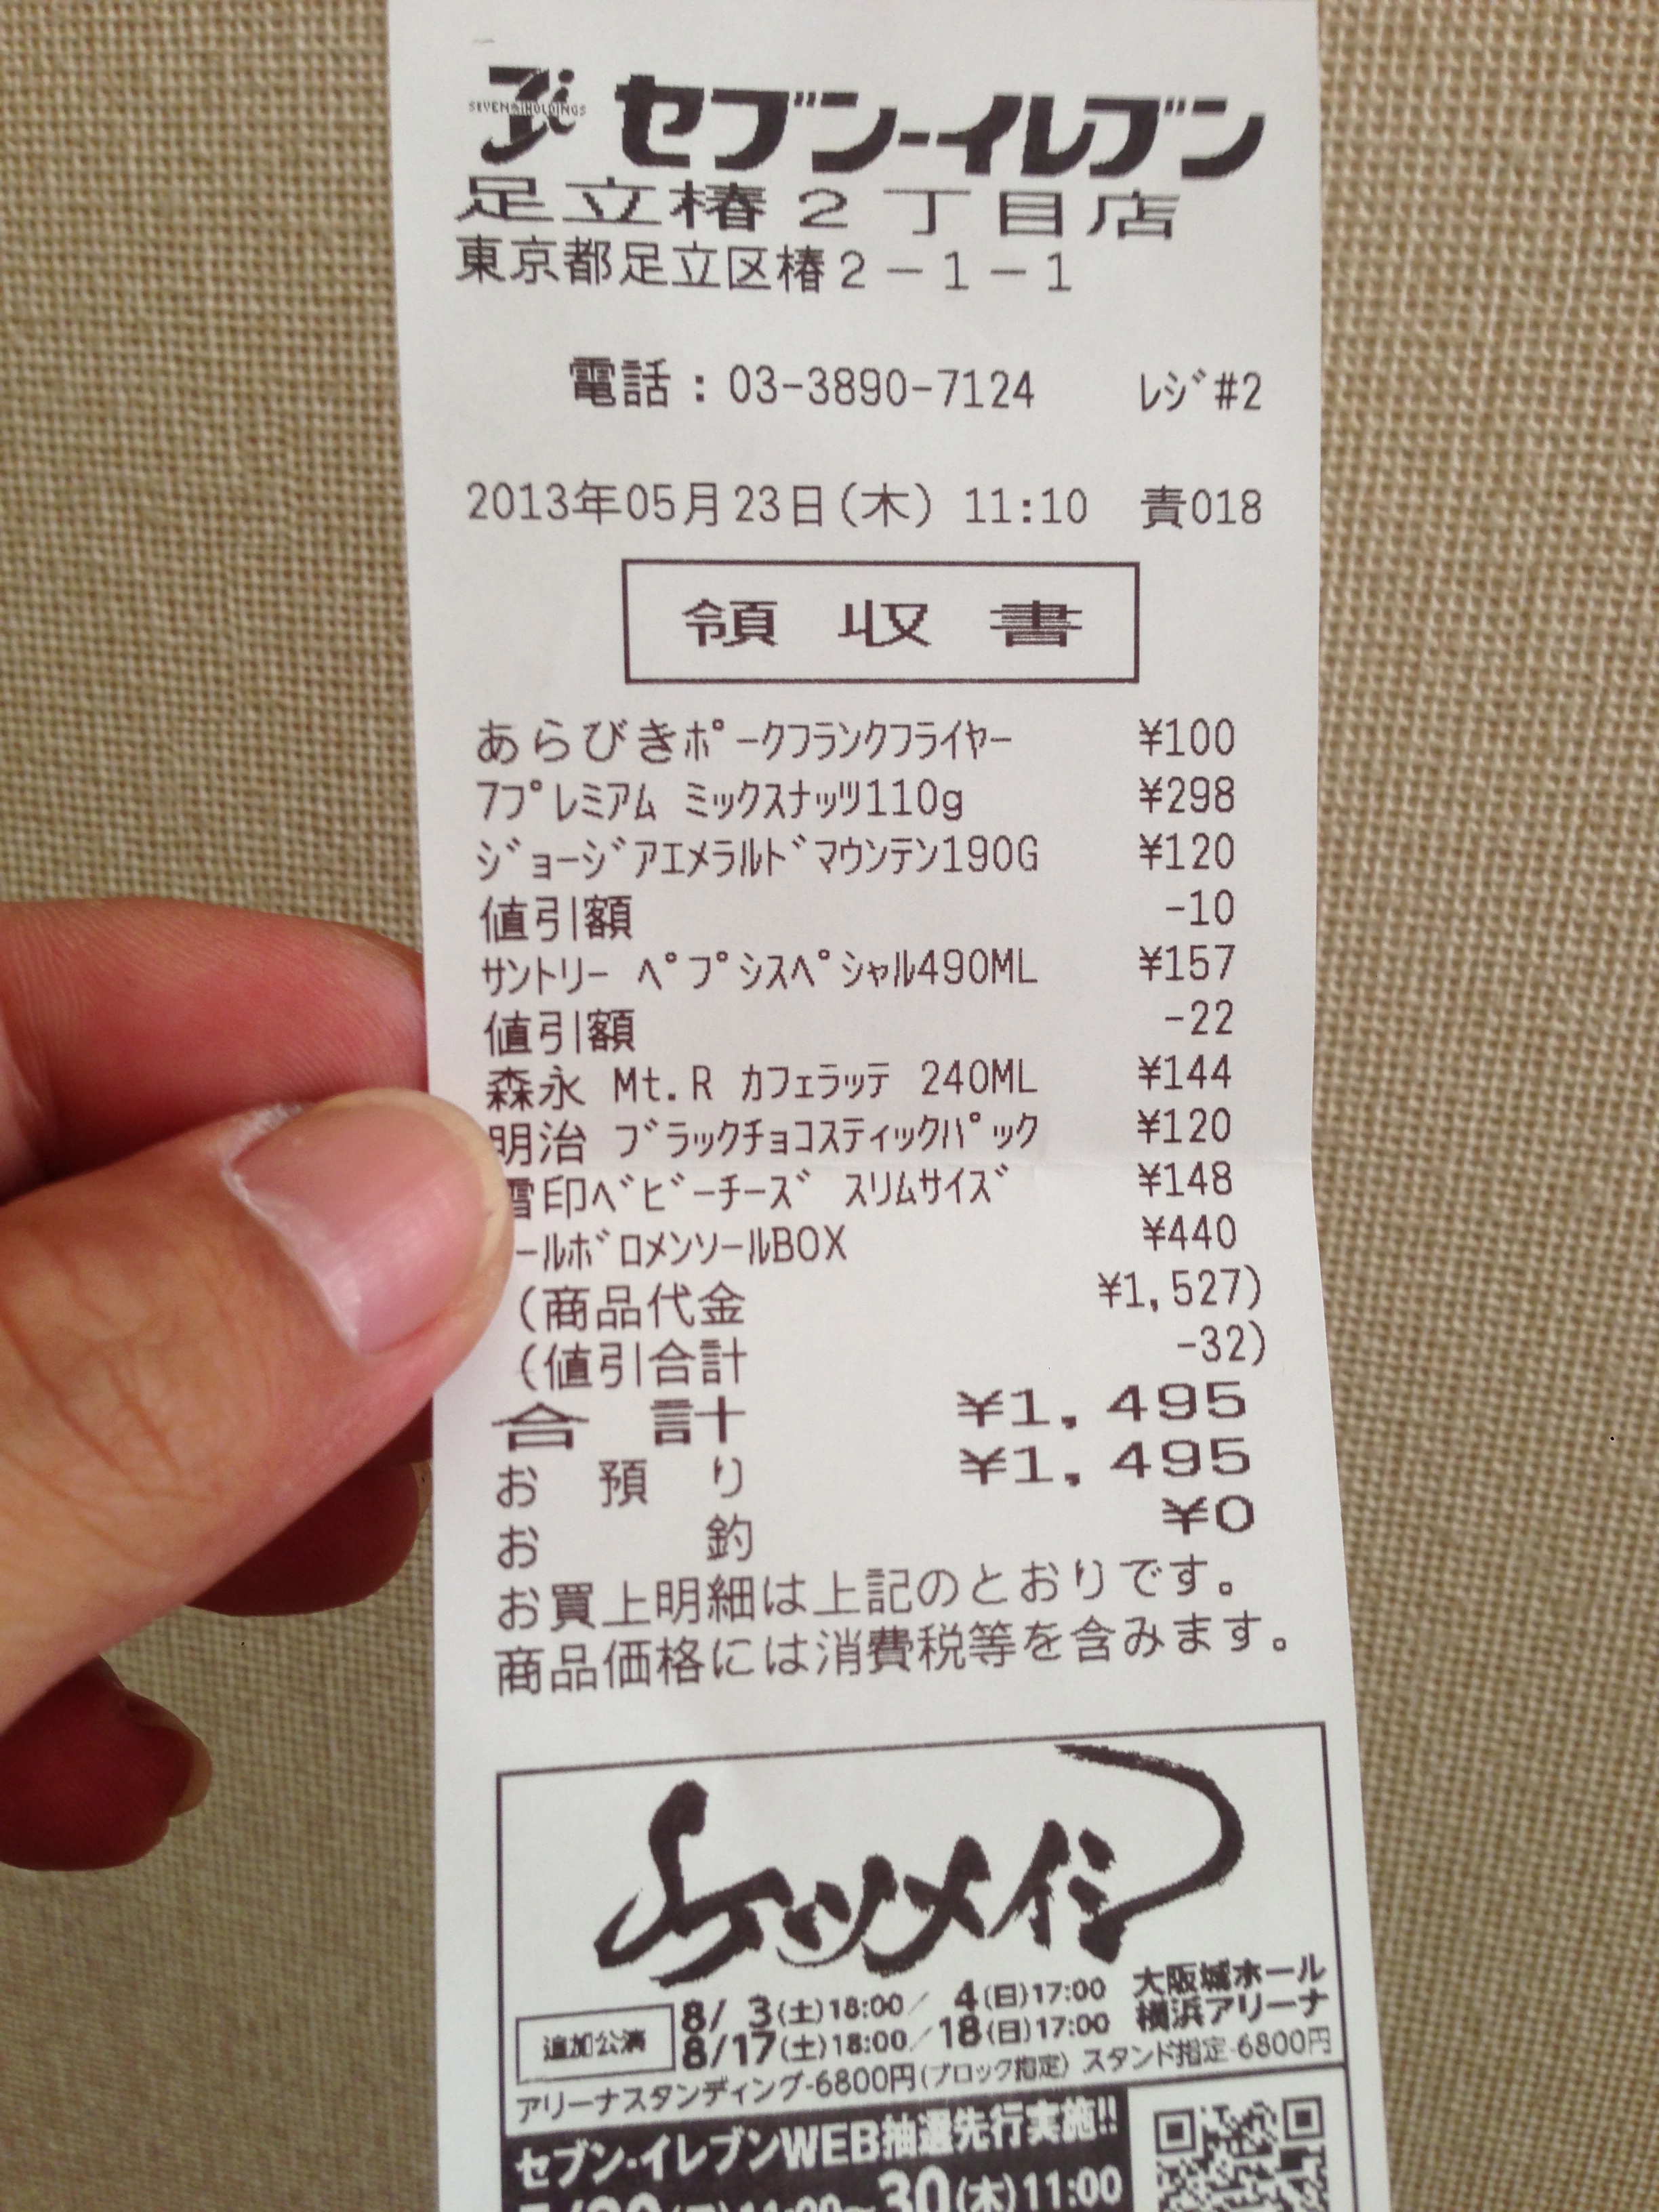 SEVEN&i HOLDINGS セブン-イレブン
足立椿2丁目店
東京都足立区椿2-1-1
電話:03-3890-7124 レジ#2
2013年05月23日(木) 11:10 責018
領収書
あらびきポークフランクフライヤー ¥100
7プレミアム ミックスナッツ110g ¥298
ジョージアエメラルドマウンテン190G ¥120
値引額 -10
サントリー ペプシスペシャル490ML ¥157
値引額 -22
森永 Mt.R カフェラッテ 240ML ¥144
明治 ブラックチョコスティックパック ¥120
雪印ベビーチーズ スリムサイズ ¥148
ールボロメンソールBOX ¥440
(商品代金 ¥1,527)
(値引合計 -32)
合計 ¥1,495
お預り ¥1,495
お釣 ¥0
お買上明細は上記のとおりです。
商品価格には消費税等を含みます。
ケツメイシ
追加公演
8/ 3(土)18:00/ 4(日)17:00 大阪城ホール
8/17(土)18:00/18(日)17:00 横浜アリーナ
アリーナスタンディング-6800円(ブロック指定) スタンド指定-6800円
セブン-イレブンWEB抽選先行実施!!
11:00~30(木)11:00